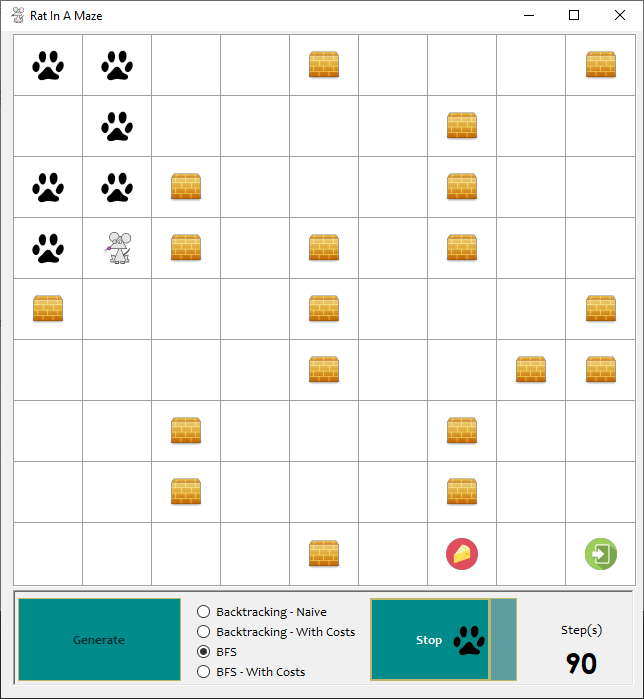 Rat In A Maze
Generate
Backtracking - Naive
Backtracking - With Costs
BFS
BFS - With Costs
Stop
Step(s)
90